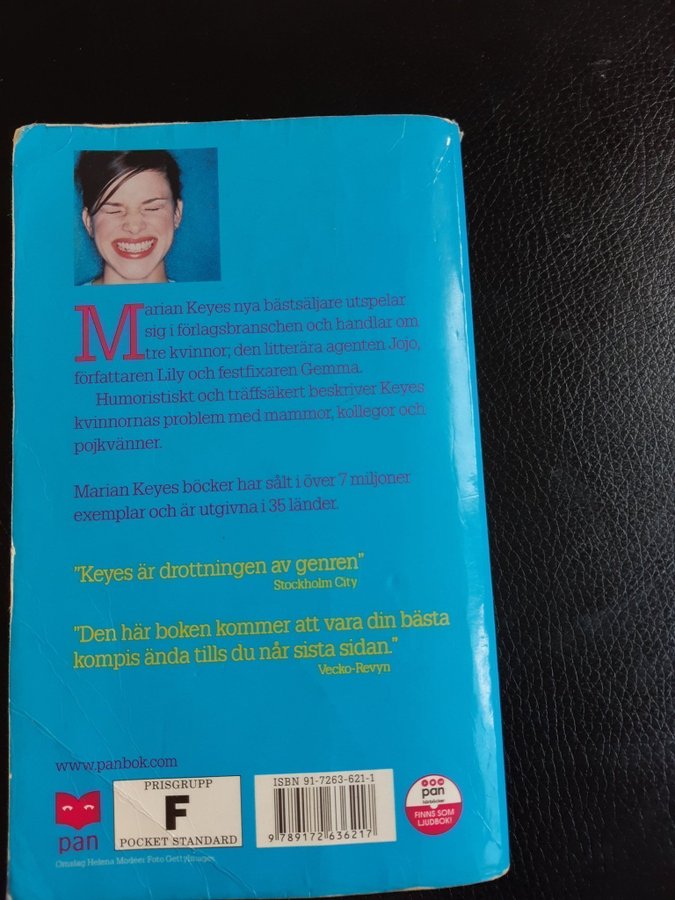 Marian Keyes nya bästsäljare utspelar
sig i förlagsbranschen och handlar om
tre kvinnor; den litterära agenten Jojo,
författaren Lily och festfixaren Gemma.
Humoristiskt och träffsäkert beskriver Keyes
kvinnornas problem med mammor, kollegor och
pojkvänner.
Marian Keyes böcker har sålt i över 7 miljoner
exemplar och är utgivna i 35 länder.
"Keyes är drottningen av genren"
Stockholm City
"Den här boken kommer att vara din bästa
kompis ända tills du når sista sidan."
Vecko-Revyn
www.panbok.com
pan
PRISGRUPP
F
POCKET STANDARD
ISBN 91-7263-621-1
9 789172 636217
pan
hörböcker
FINNS SOM
LJUDBOK!
Omslag Helena Modéer Foto GettyImages